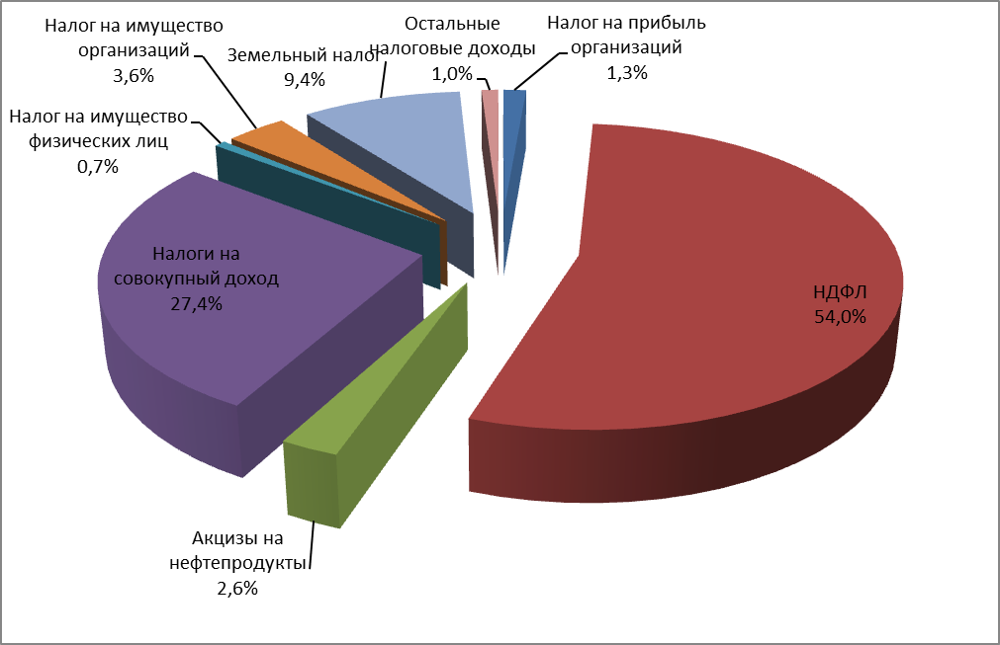 Налог на имущество
организаций
3,6%
Земельный налог
9,4%
Остальные
налоговые доходы
1,0%
Налог на прибыль
организаций
1,3%
Налог на имущество
физических лиц
0,7%
Налоги на
совокупный доход
27,4%
НДФЛ
54,0%
Акцизы на
нефтепродукты
2,6%